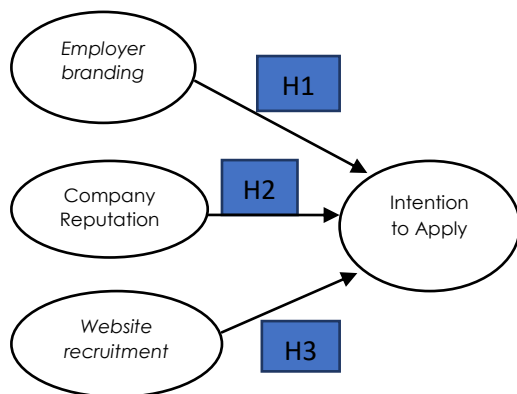 Employer
branding
H1
Company
Reputation
H2
Intention
to Apply
Website
recruitment
H3